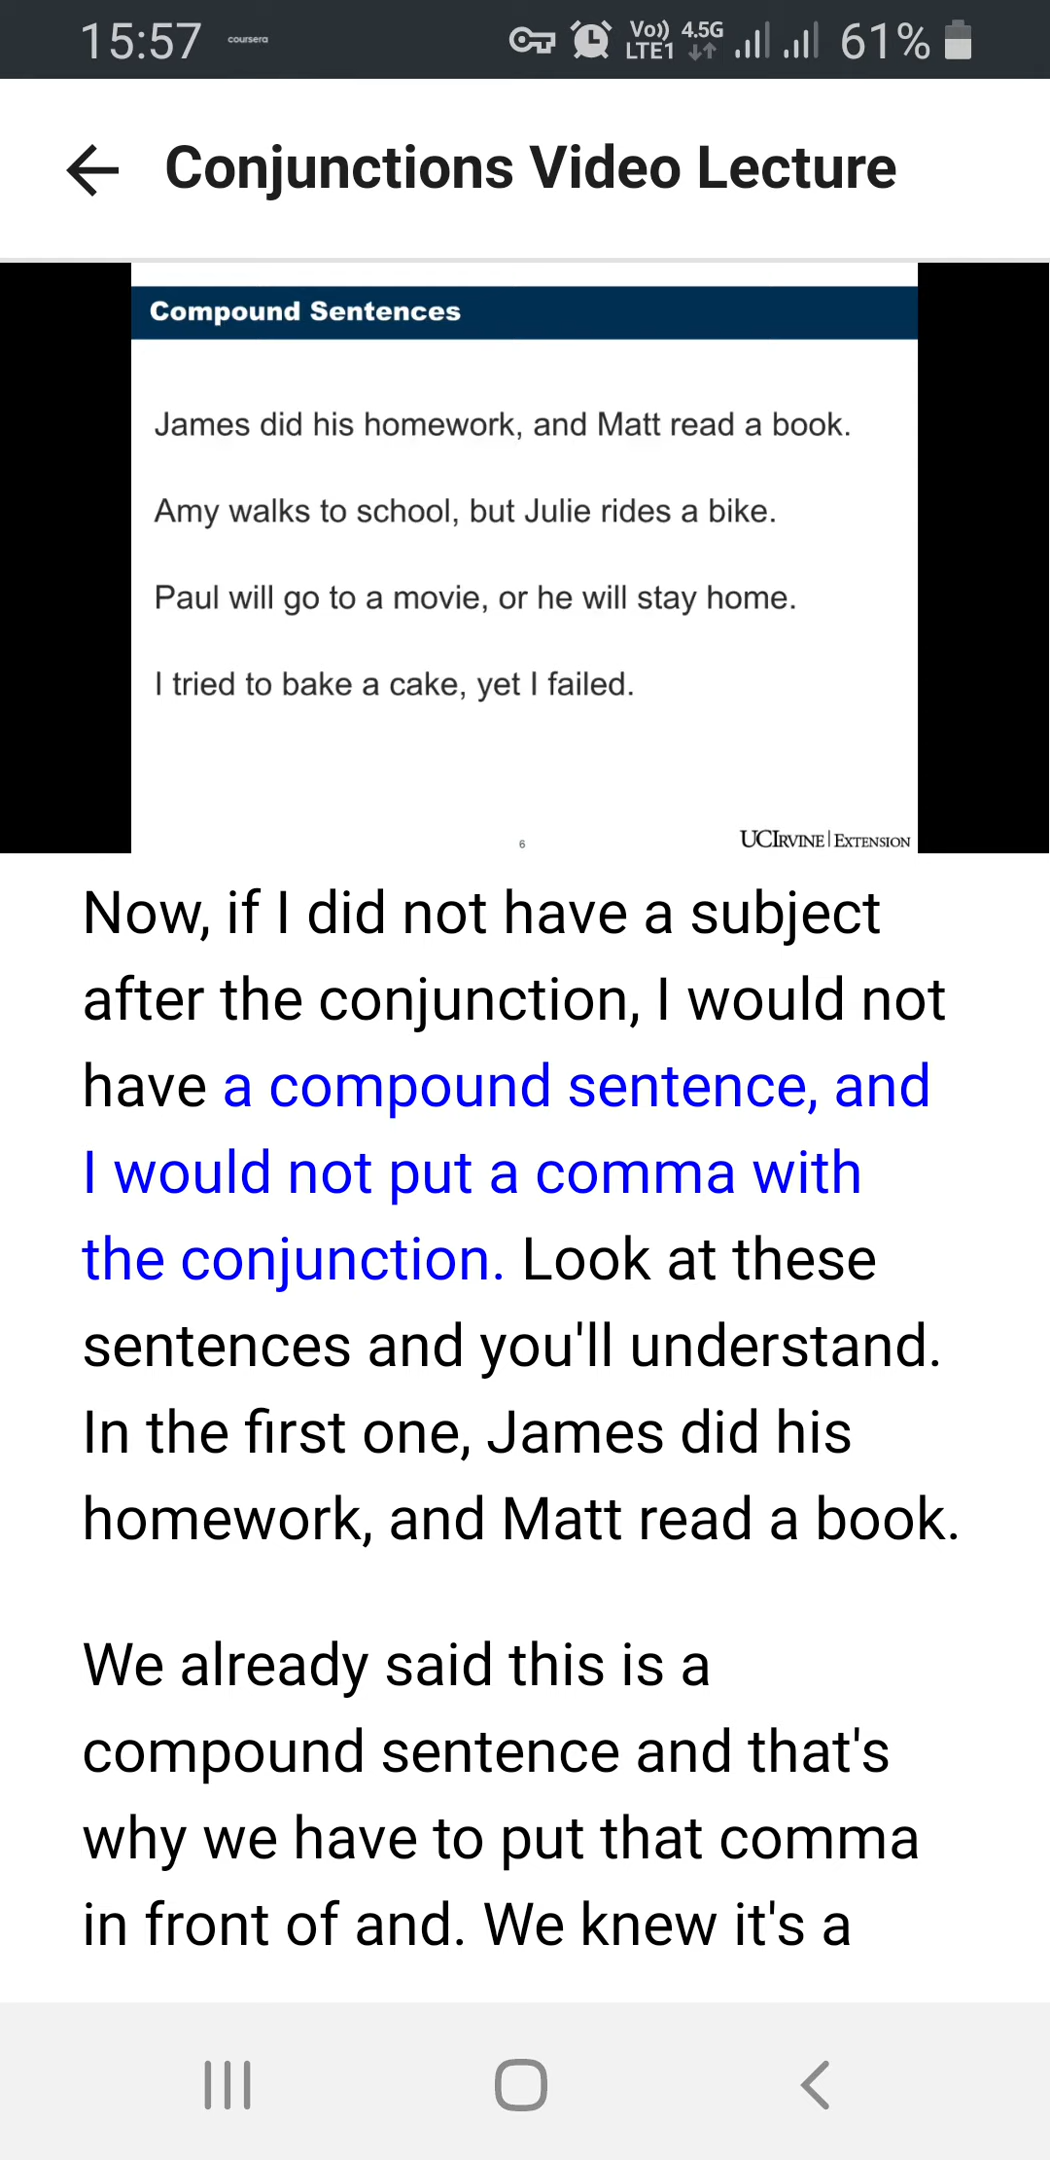 15:57 coursera Vo)) LTE1 4.5G 61%
Conjunctions Video Lecture
Compound Sentences
James did his homework, and Matt read a book.
Amy walks to school, but Julie rides a bike.
Paul will go to a movie, or he will stay home.
I tried to bake a cake, yet I failed.
6
UCIRVINE | EXTENSION
Now, if I did not have a subject
after the conjunction, I would not
have a compound sentence, and
I would not put a comma with
the conjunction. Look at these
sentences and you'll understand.
In the first one, James did his
homework, and Matt read a book.
We already said this is a
compound sentence and that's
why we have to put that comma
in front of and. We knew it's a